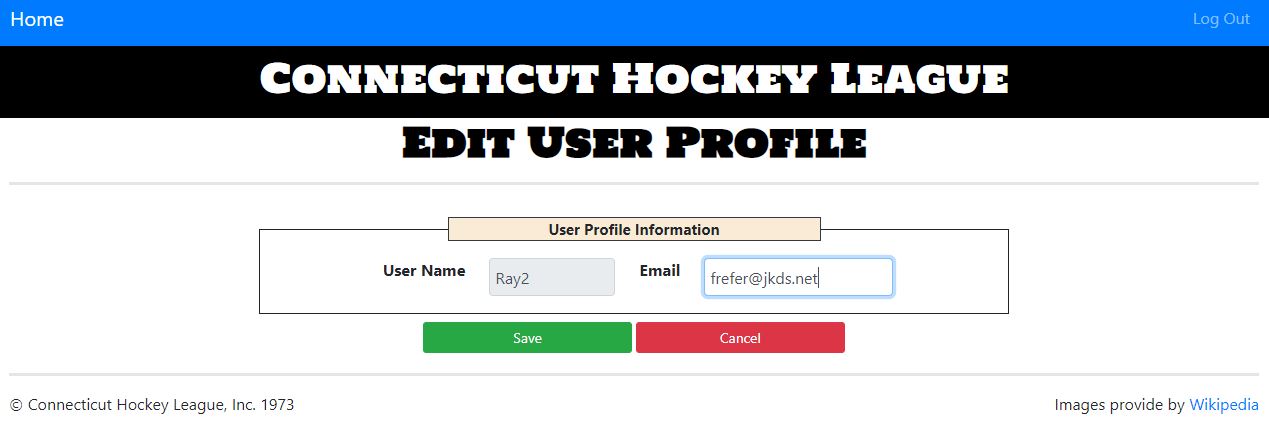 Home Log Out
Connecticut Hockey League
Edit User Profile
User Profile Information
User Name Ray2 Email frefer@jkds.net
Save Cancel
© Connecticut Hockey League, Inc. 1973 Images provide by Wikipedia